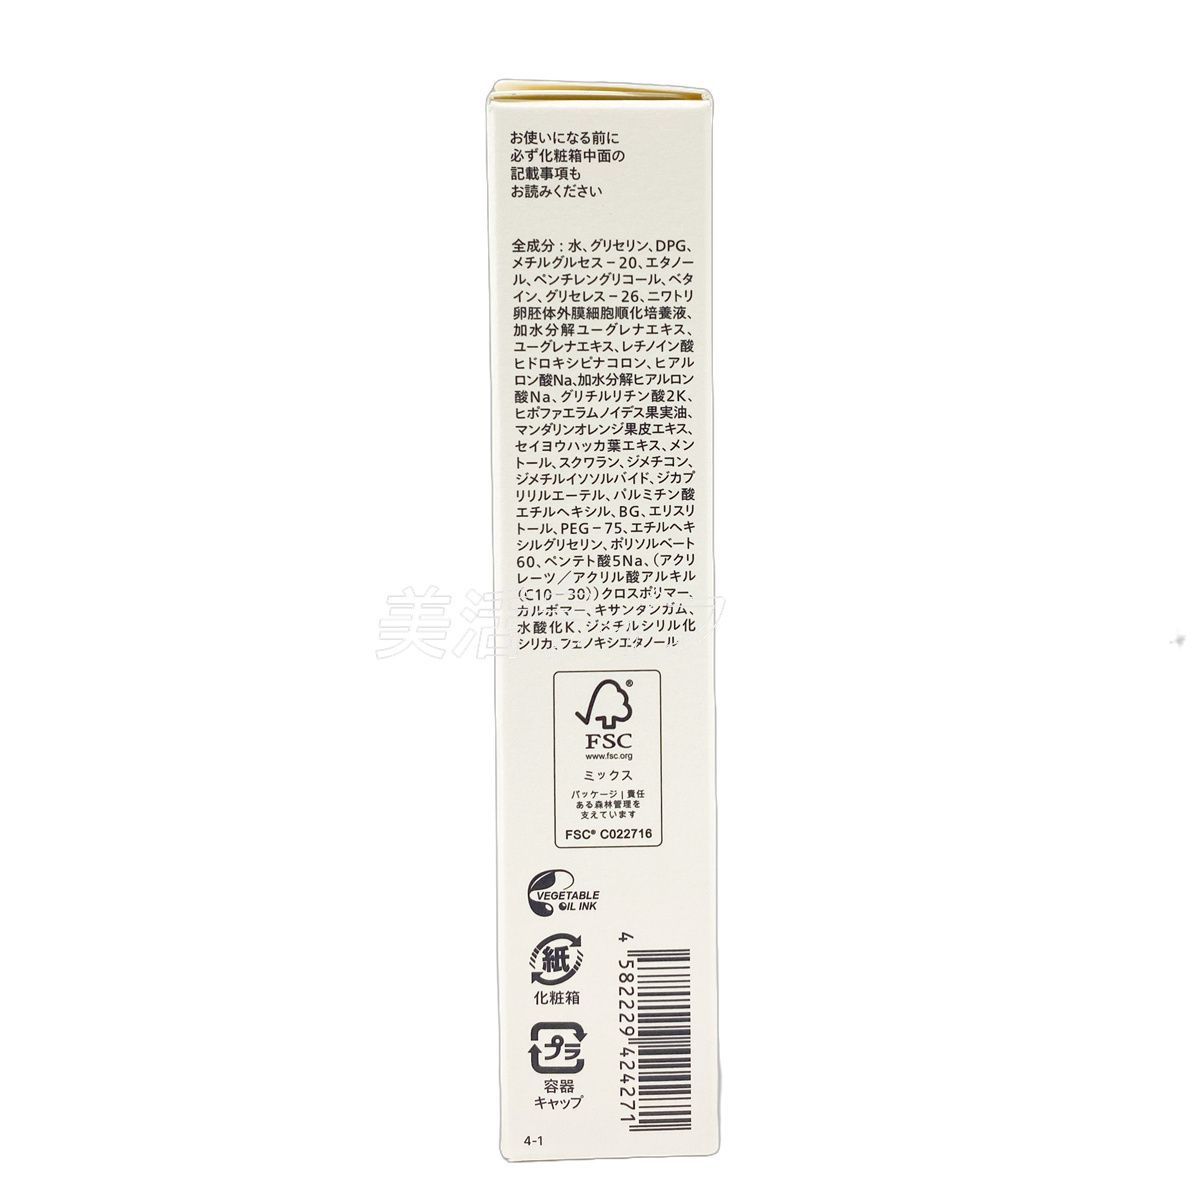 お使いになる前に
必ず化粧箱中面の
記載事項も
お読みください
全成分：水、グリセリン、DPG、
メチルグルセス－20、エタノー
ル、ペンチレングリコール、ベタ
イン、グリセレス－26、ニワトリ
卵胚体外膜細胞順化培養液、
加水分解ユーグレナエキス、
ユーグレナエキス、レチノイン酸
ヒドロキシピナコロン、ヒアル
ロン酸Na、加水分解ヒアルロン
酸Na、グリチルリチン酸2K、
ヒポファエラムノイデス果実油、
マンダリンオレンジ果皮エキス、
セイヨウハッカ葉エキス、メン
トール、スクワラン、ジメチコン、
ジメチルイソソルバイド、ジカプ
リリルエーテル、パルミチン酸
エチルヘキシル、BG、エリスリ
トール、PEG－75、エチルヘキ
シルグリセリン、ポリソルベート
60、ペンテト酸5Na、（アクリ
レーツ／アクリル酸アルキル
（C10－30））クロスポリマー、
カルボマー、キサンタンガム、
水酸化K、ジメチルシリル化
シリカ、フェノキシエタノール
美活
FSC®
www.fsc.org
ミックス
パッケージ | 責任
ある森林管理を
支えています
FSC® C022716
VEGETABLE
OIL INK
紙
化粧箱
プラ
容器
キャップ
4 582229 424271
4-1